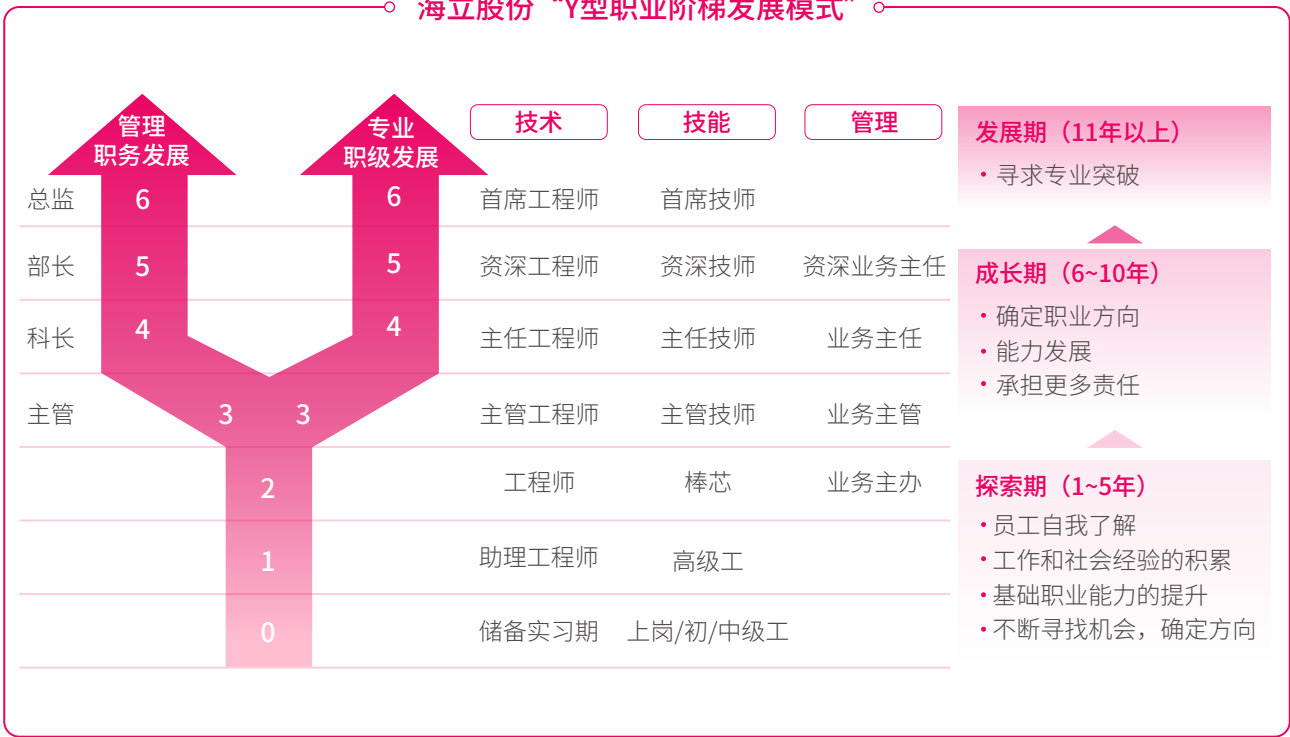 海立股份“Y型职业阶梯发展模式”
管理
职务发展
专业
职级发展
技术
技能
管理
总监
6
6
首席工程师
首席技师
部长
5
5
资深工程师
资深技师
资深业务主任
科长
4
4
主任工程师
主任技师
业务主任
主管
3
3
主管工程师
主管技师
业务主管
2
工程师
棒芯
业务主办
1
助理工程师
高级工
0
储备实习期
上岗/初/中级工
发展期（11年以上）
·寻求专业突破
成长期（6~10年）
·确定职业方向
·能力发展
·承担更多责任
探索期（1~5年）
·员工自我了解
·工作和社会经验的积累
·基础职业能力的提升
·不断寻找机会，确定方向